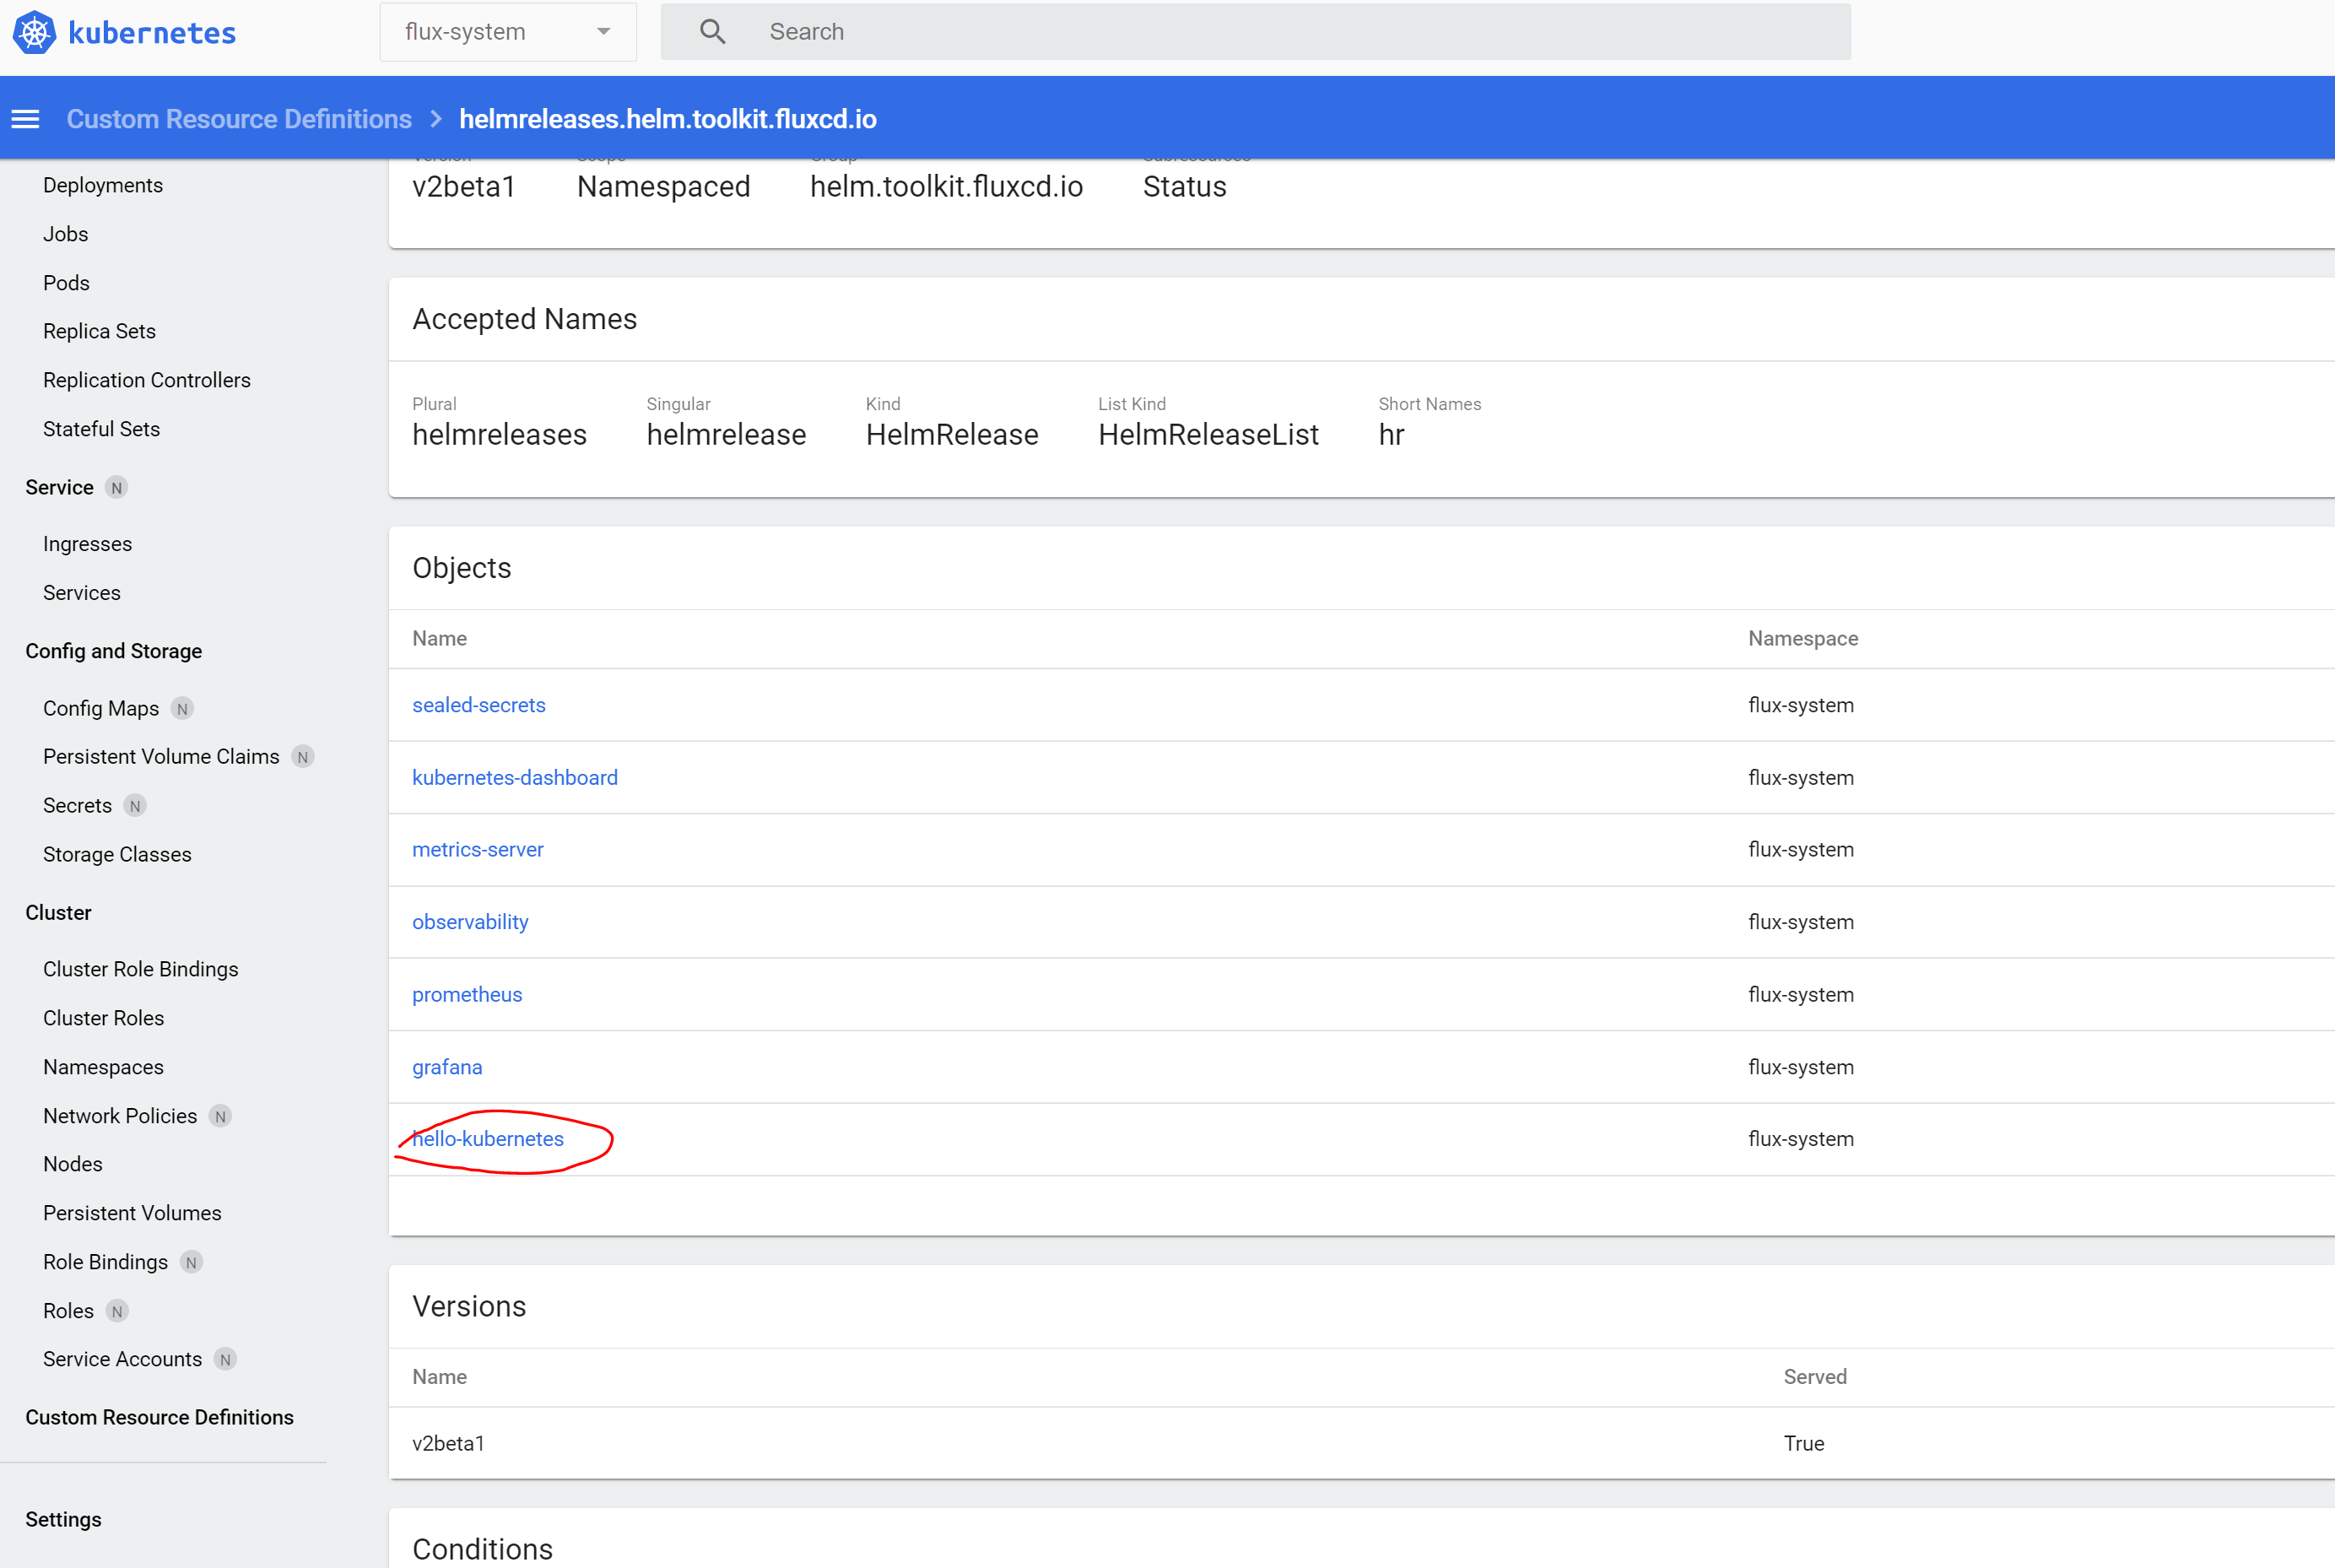 kubernetes
flux-system
Search
Custom Resource Definitions > helmreleases.helm.toolkit.fluxcd.io
Deployments
Jobs
Pods
Replica Sets
Replication Controllers
Stateful Sets
Service N
Ingresses
Services
Config and Storage
Config Maps N
Persistent Volume Claims N
Secrets N
Storage Classes
Cluster
Cluster Role Bindings
Cluster Roles
Namespaces
Network Policies N
Nodes
Persistent Volumes
Role Bindings N
Roles N
Service Accounts N
Custom Resource Definitions
Settings
Version Scope Group Subresources
v2beta1 Namespaced helm.toolkit.fluxcd.io Status
Accepted Names
Plural Singular Kind List Kind Short Names
helmreleases helmrelease HelmRelease HelmReleaseList hr
Objects
Name Namespace
sealed-secrets flux-system
kubernetes-dashboard flux-system
metrics-server flux-system
observability flux-system
prometheus flux-system
grafana flux-system
hello-kubernetes flux-system
Versions
Name Served
v2beta1 True
Conditions